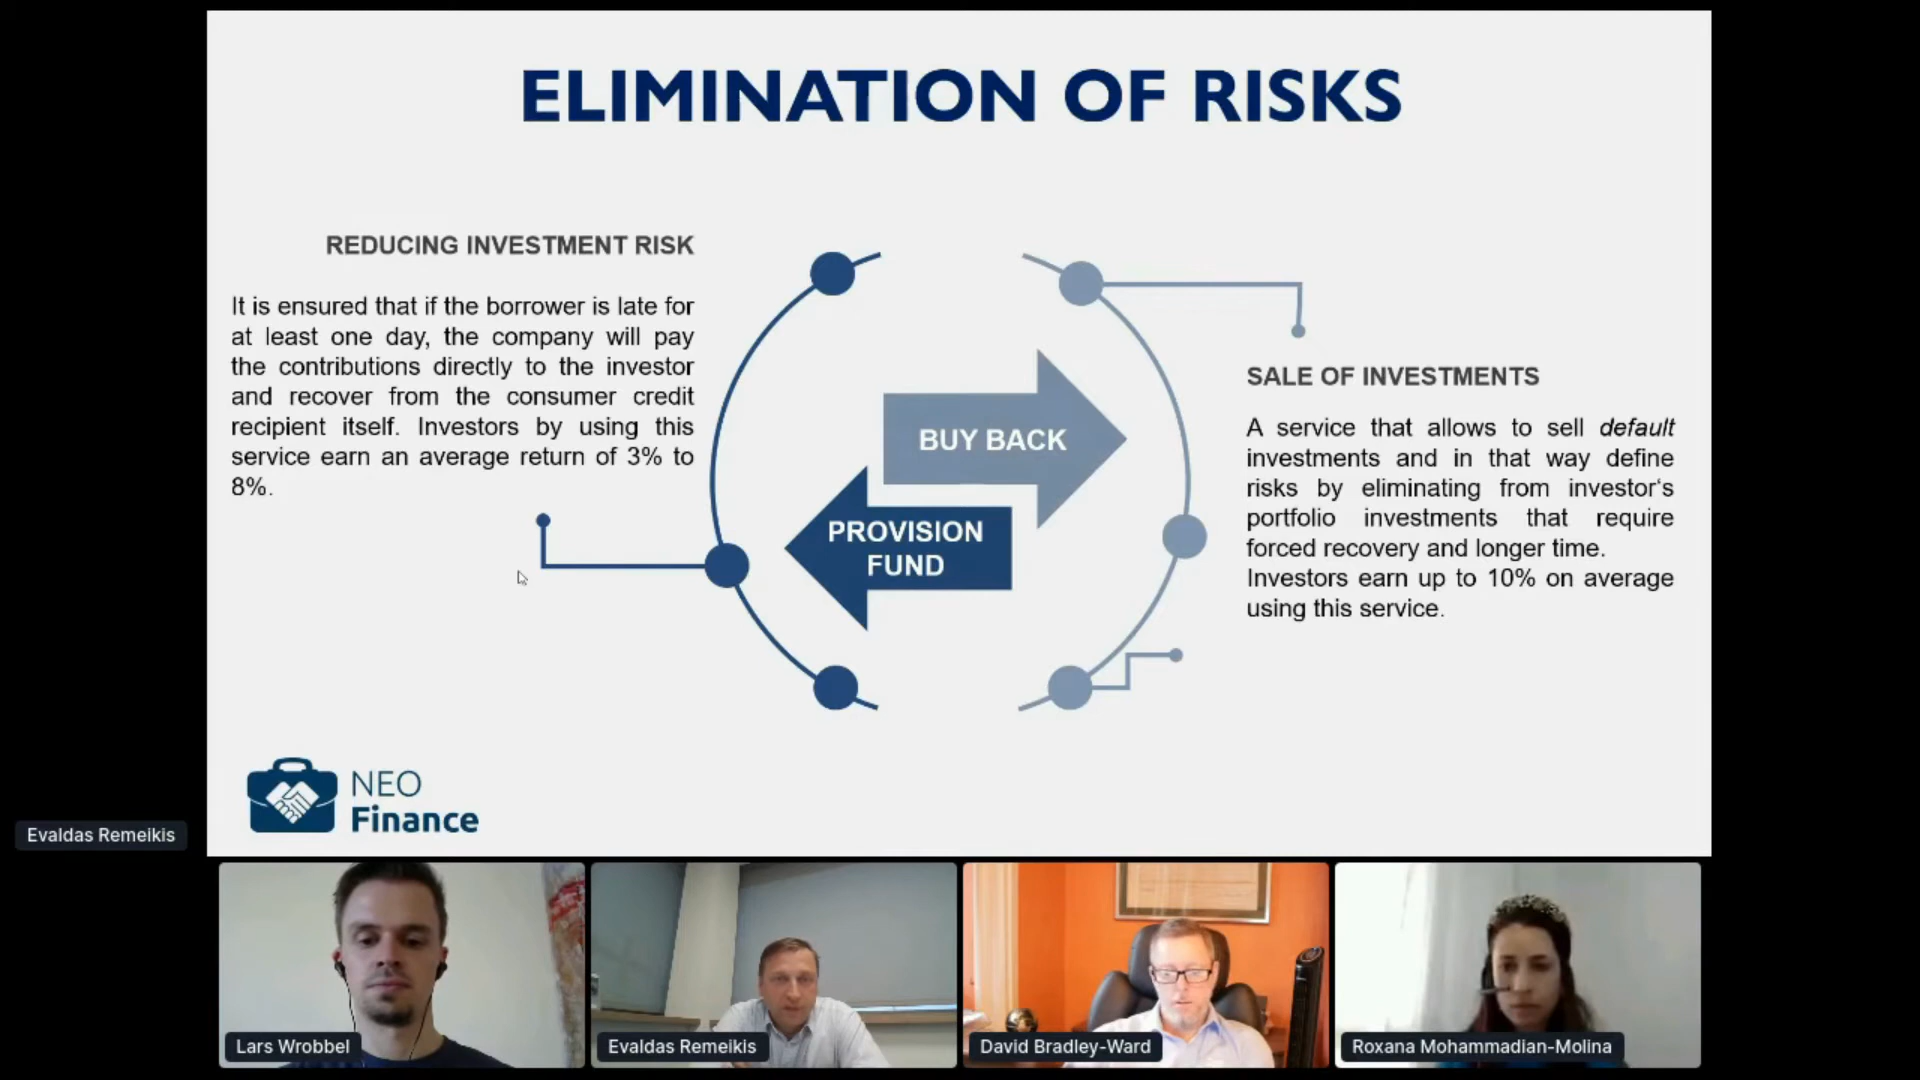 ELIMINATION OF RISKS
REDUCING INVESTMENT RISK
It is ensured that if the borrower is late for
at least one day, the company will pay
the contributions directly to the investor
and recover from the consumer credit
recipient itself. Investors by using this
service earn an average return of 3% to
8%.
BUY BACK
PROVISION
FUND
SALE OF INVESTMENTS
A service that allows to sell default
investments and in that way define
risks by eliminating from investor‘s
portfolio investments that require
forced recovery and longer time.
Investors earn up to 10% on average
using this service.
NEO
Finance
Evaldas Remeikis
Lars Wrobbel
Evaldas Remeikis
David Bradley-Ward
Roxana Mohammadian-Molina